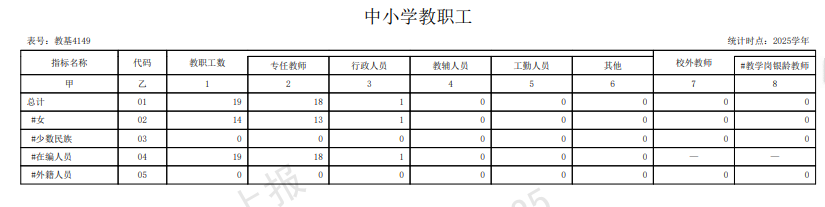 中小学教职工
表号：教基4149 统计时点：2025学年
指标名称 代码 教职工数 专任教师 行政人员 教辅人员 工勤人员 其他 校外教师 #教学岗银龄教师
甲 乙 1 2 3 4 5 6 7 8
总计 01 19 18 1 0 0 0 0 0
#女 02 14 13 1 0 0 0 0 0
#少数民族 03 0 0 0 0 0 0 0 0
#在编人员 04 19 18 1 0 0 0 — —
#外籍人员 05 0 0 0 0 0 0 0 0
上报